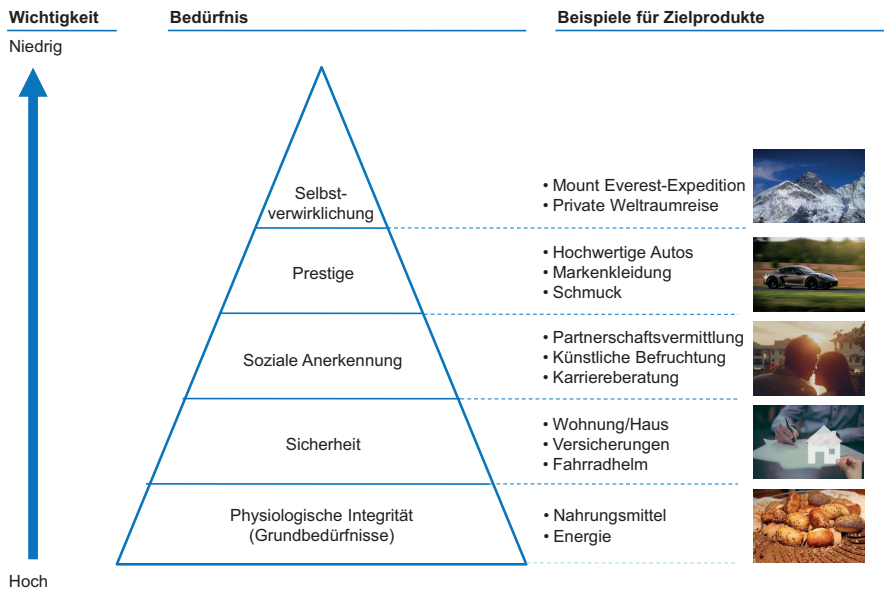 Wichtigkeit
Bedürfnis
Beispiele für Zielprodukte
Niedrig
Selbst-
verwirklichung
• Mount Everest-Expedition
• Private Weltraumreise
Prestige
• Hochwertige Autos
• Markenkleidung
• Schmuck
Soziale Anerkennung
• Partnerschaftsvermittlung
• Künstliche Befruchtung
• Karriereberatung
Sicherheit
• Wohnung/Haus
• Versicherungen
• Fahrradhelm
Physiologische Integrität
(Grundbedürfnisse)
• Nahrungsmittel
• Energie
Hoch